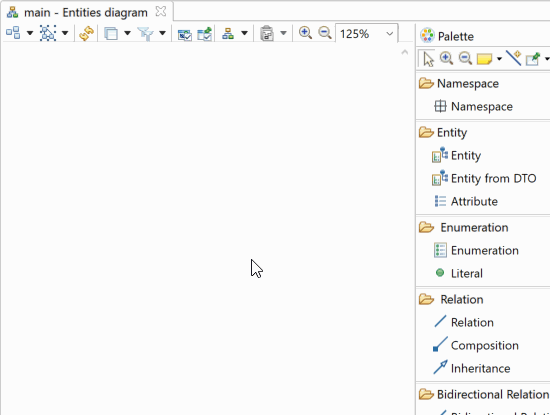 main - Entities diagram
125%
Palette
Namespace
Namespace
Entity
Entity
Entity from DTO
Attribute
Enumeration
Enumeration
Literal
Relation
Relation
Composition
Inheritance
Bidirectional Relation